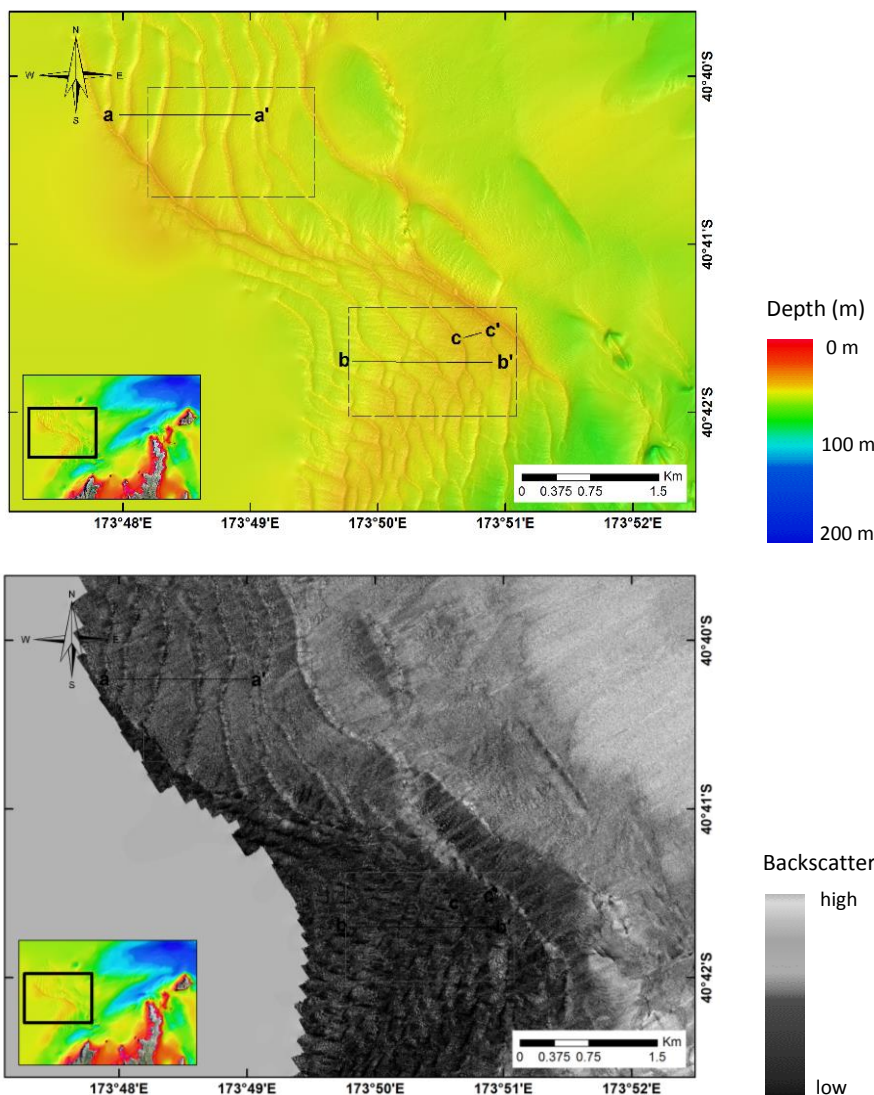 N
W E
S
a a'
40°40'S
40°41'S
c c'
b b'
40°42'S
Km
0 0.375 0.75 1.5
173°48'E 173°49'E 173°50'E 173°51'E 173°52'E
Depth (m)
0 m
100 m
200 m
N
W E
S
a a'
40°40'S
40°41'S
c c'
b b'
40°42'S
Km
0 0.375 0.75 1.5
173°48'E 173°49'E 173°50'E 173°51'E 173°52'E
Backscatter
high
low